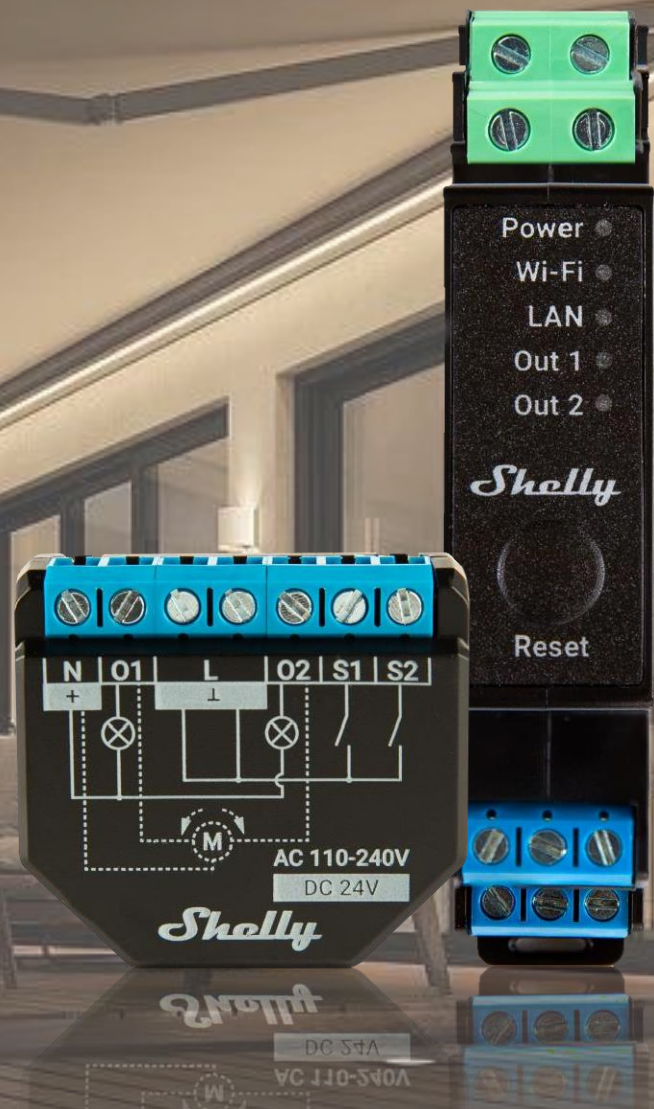 Power
Wi-Fi
LAN
Out 1
Out 2
Shelly
Reset
N O1 L O2 S1 S2
+ ⊥
M
AC 110-240V
DC 24V
Shelly